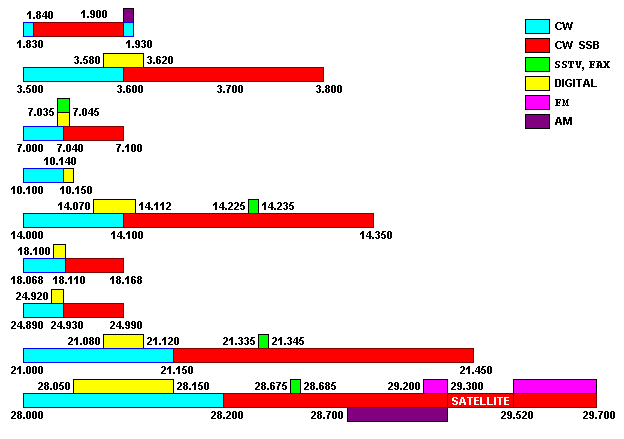 1.840 1.900
1.830 1.930
CW
CW SSB
SSTV, FAX
DIGITAL
FM
AM
3.580 3.620
3.500 3.600 3.700 3.800
7.035 7.045
7.000 7.040 7.100
10.140
10.100 10.150
14.070 14.112 14.225 14.235
14.000 14.100 14.350
18.100
18.068 18.110 18.168
24.920
24.890 24.930 24.990
21.080 21.120 21.335 21.345
21.000 21.150 21.450
28.050 28.150 28.675 28.685 29.200 29.300
SATELLITE
28.000 28.200 28.700 29.520 29.700